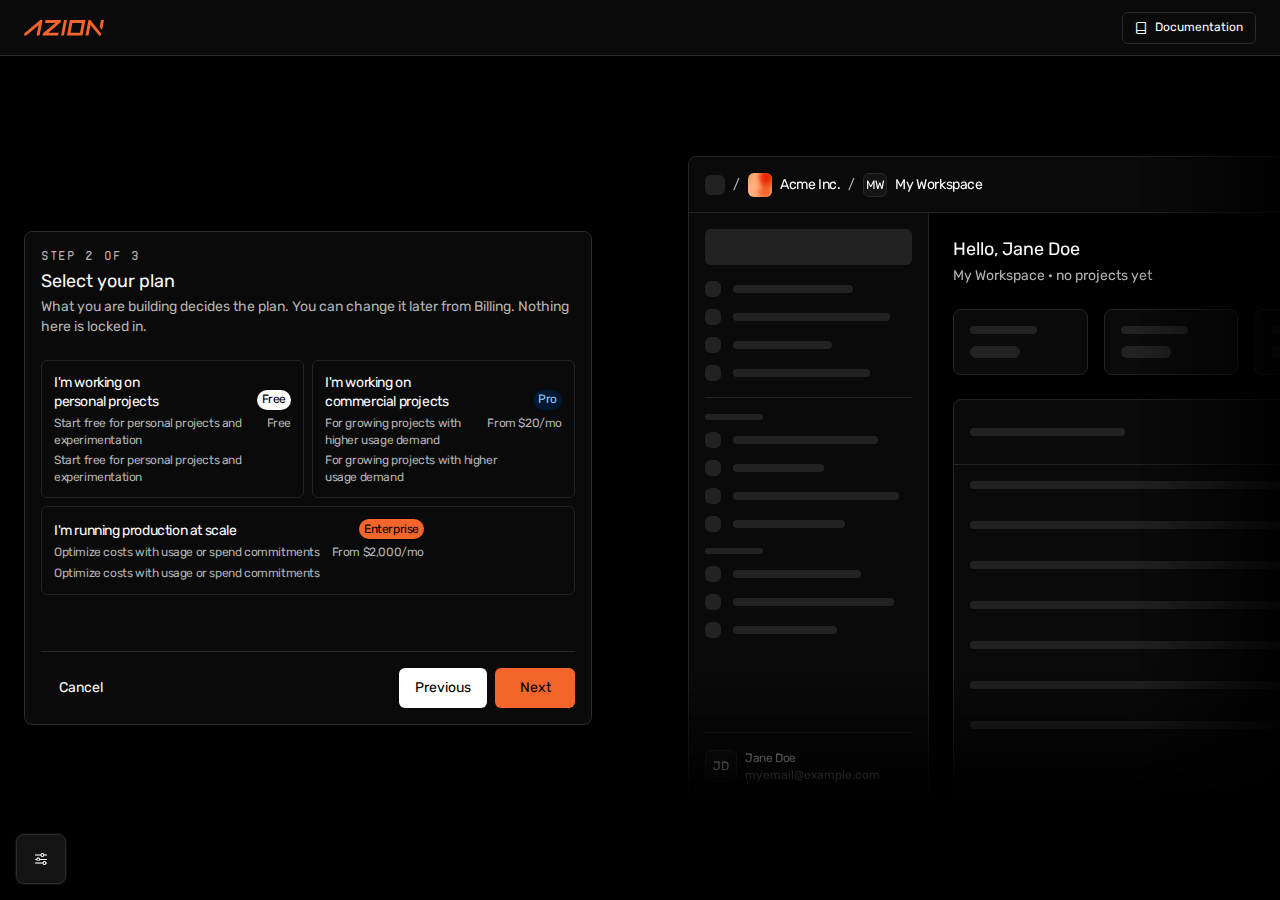 AZION
Documentation
/ Acme Inc. / MW My Workspace
STEP 2 OF 3
Select your plan
What you are building decides the plan. You can change it later from Billing. Nothing
here is locked in.
I'm working on
personal projects
Free
Start free for personal projects and
experimentation
Free
Start free for personal projects and
experimentation
I'm working on
commercial projects
Pro
For growing projects with
higher usage demand
From $20/mo
For growing projects with higher
usage demand
I'm running production at scale
Enterprise
Optimize costs with usage or spend commitments
From $2,000/mo
Optimize costs with usage or spend commitments
Cancel
Previous
Next
Hello, Jane Doe
My Workspace • no projects yet
JD
Jane Doe
myemail@example.com